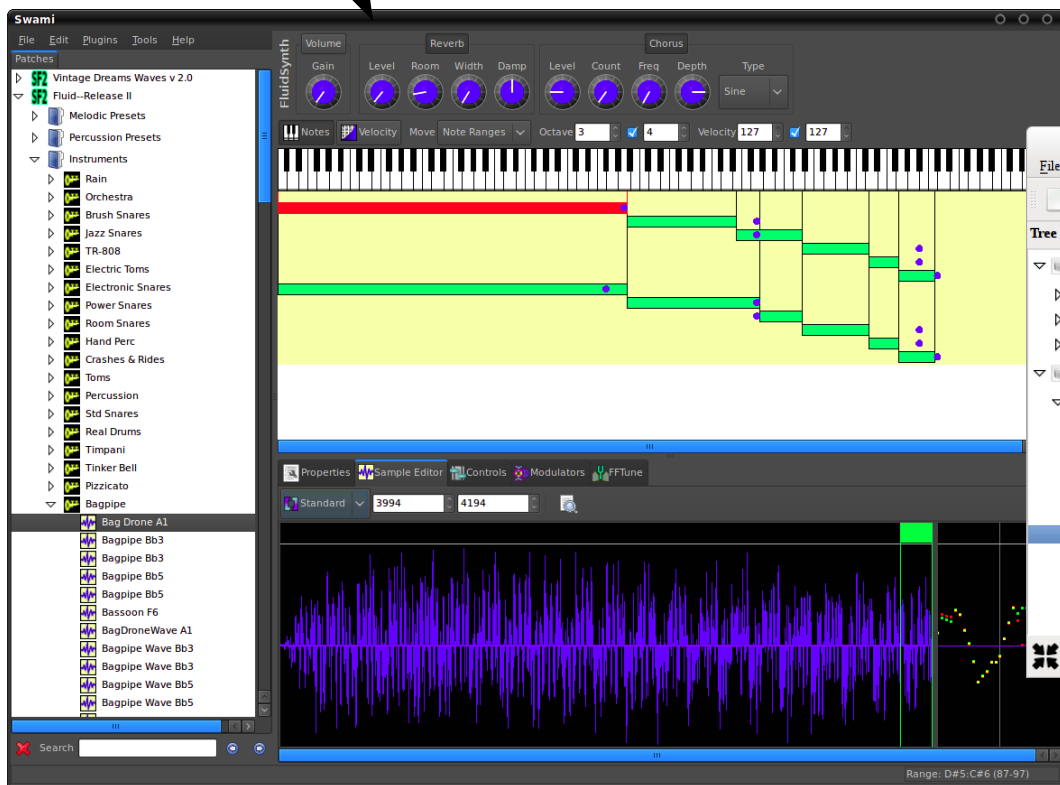 Swami
File Edit Plugins Tools Help
Patches
Vintage Dreams Waves v 2.0
Fluid--Release II
Melodic Presets
Percussion Presets
Instruments
Rain
Orchestra
Brush Snares
Jazz Snares
TR-808
Electric Toms
Electronic Snares
Power Snares
Room Snares
Hand Perc
Crashes & Rides
Toms
Percussion
Std Snares
Real Drums
Timpani
Tinker Bell
Pizzicato
Bagpipe
Bag Drone A1
Bagpipe Bb3
Bagpipe Bb3
Bagpipe Bb5
Bagpipe Bb5
Bassoon F6
BagDroneWave A1
Bagpipe Wave Bb3
Bagpipe Wave Bb3
Bagpipe Wave Bb5
Bagpipe Wave Bb5
Search
FluidSynth
Volume
Gain
Reverb
Level Room Width Damp
Chorus
Level Count Freq Depth Type
Sine
Notes Velocity Move Note Ranges Octave 3 4 Velocity 127 127
Properties Sample Editor Controls Modulators FFTune
Standard 3994 4194
Range: D#5:C#6 (87-97)
File
Tree